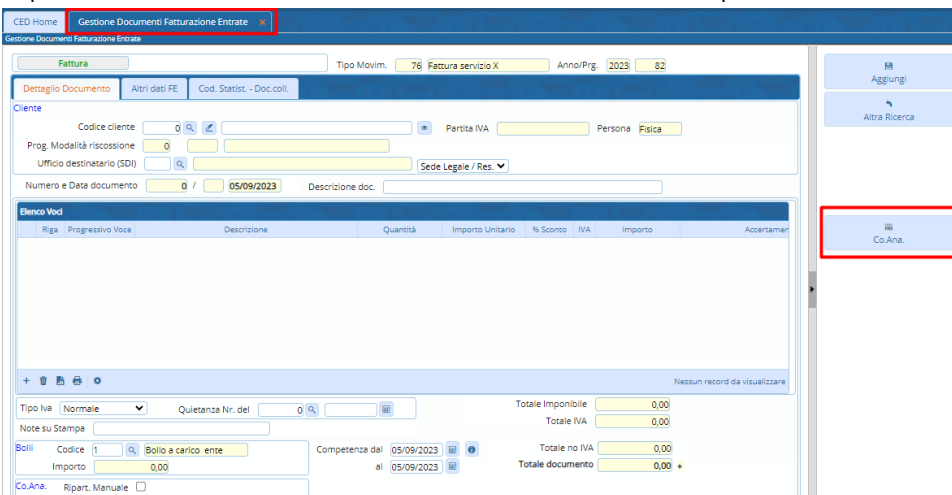 CED Home Gestione Documenti Fatturazione Entrate ×
Gestione Documenti Fatturazione Entrate
Fattura Tipo Movim. 76 Fattura servizio X Anno/Prg. 2023 82
Dettaglio Documento Altri dati FE Cod. Statist. - Doc.coll.
Cliente
Codice cliente 0 Partita IVA Persona Fisica
Prog. Modalità riscossione 0
Ufficio destinatario (SDI) Sede Legale / Res.
Numero e Data documento 0 / 05/09/2023 Descrizione doc.
Elenco Voci
Riga Progressivo Voce Descrizione Quantità Importo Unitario % Sconto IVA Importo Accertamen
Nessun record da visualizzare
Tipo Iva Normale Quietanza Nr. del 0 Totale Imponibile 0,00
Totale IVA 0,00
Note su Stampa
Bolli Codice 1 Bollo a carico ente Competenza dal 05/09/2023 Totale no IVA 0,00
Importo 0,00 al 05/09/2023 Totale documento 0,00 +
Co.Ana. Ripart. Manuale
Aggiungi
Altra Ricerca
Co.Ana.